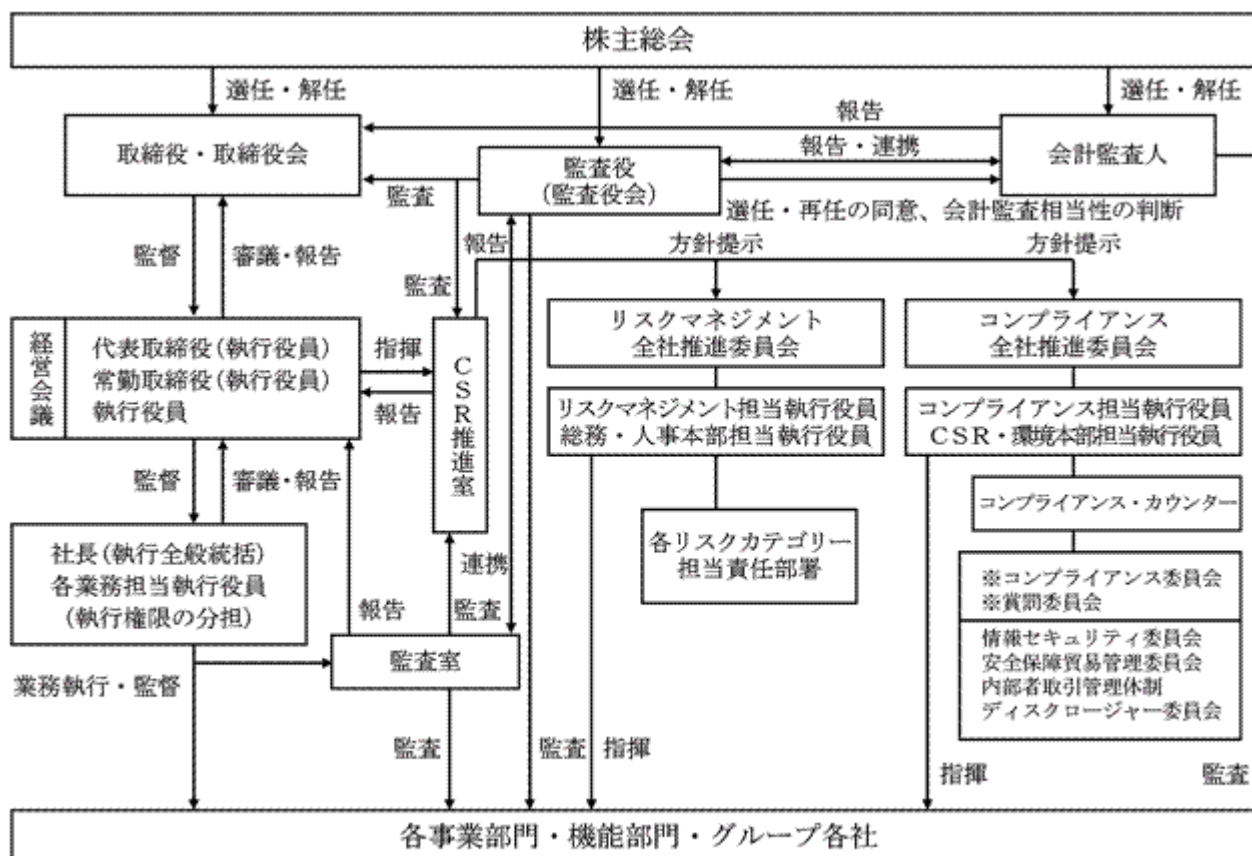 株主総会
選任・解任
選任・解任
選任・解任
報告
取締役・取締役会
監査役
(監査役会)
報告・連携
会計監査人
監査
選任・再任の同意、会計監査相当性の判断
監督
審議・報告
報告
方針提示
方針提示
監査
経営会議
代表取締役(執行役員)
常勤取締役(執行役員)
執行役員
指揮
報告
CSR推進室
リスクマネジメント
全社推進委員会
コンプライアンス
全社推進委員会
リスクマネジメント担当執行役員
総務・人事本部担当執行役員
コンプライアンス担当執行役員
CSR・環境本部担当執行役員
監督
審議・報告
コンプライアンス・カウンター
社長(執行全般統括)
各業務担当執行役員
(執行権限の分担)
連携
各リスクカテゴリー
担当責任部署
※コンプライアンス委員会
※賞罰委員会
報告
監査
情報セキュリティ委員会
安全保障貿易管理委員会
内部者取引管理体制
ディスクロージャー委員会
監査室
業務執行・監督
監査
監査
指揮
指揮
監査
各事業部門・機能部門・グループ各社